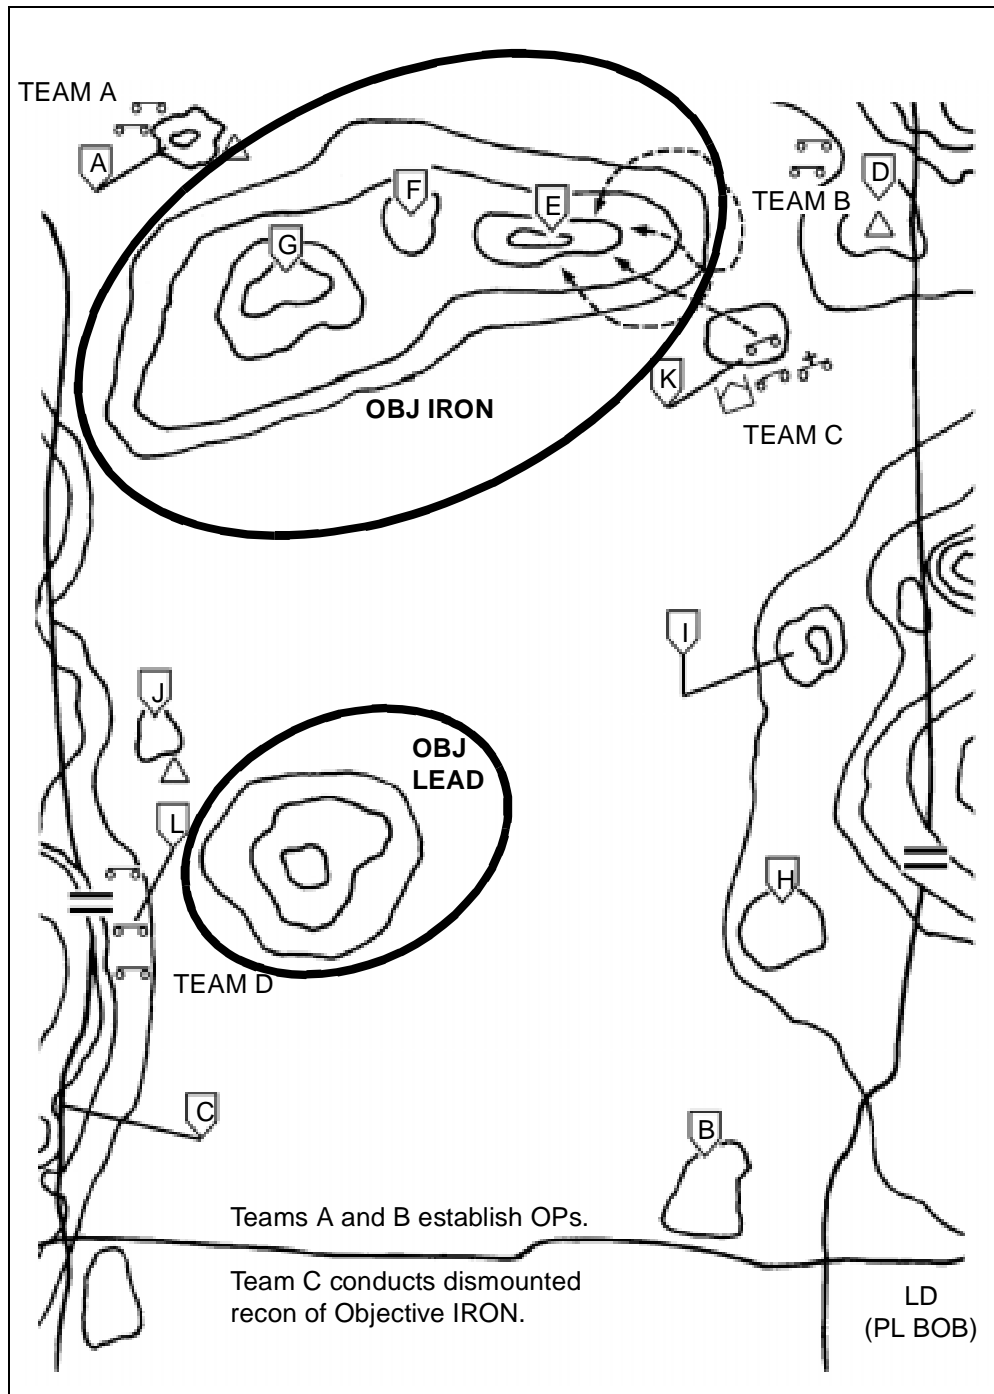 TEAM A
A
F
E
G
TEAM B
D
K
OBJ IRON
TEAM C
I
J
OBJ
LEAD
L
H
TEAM D
C
B
Teams A and B establish OPs.
Team C conducts dismounted
recon of Objective IRON.
LD
(PL BOB)